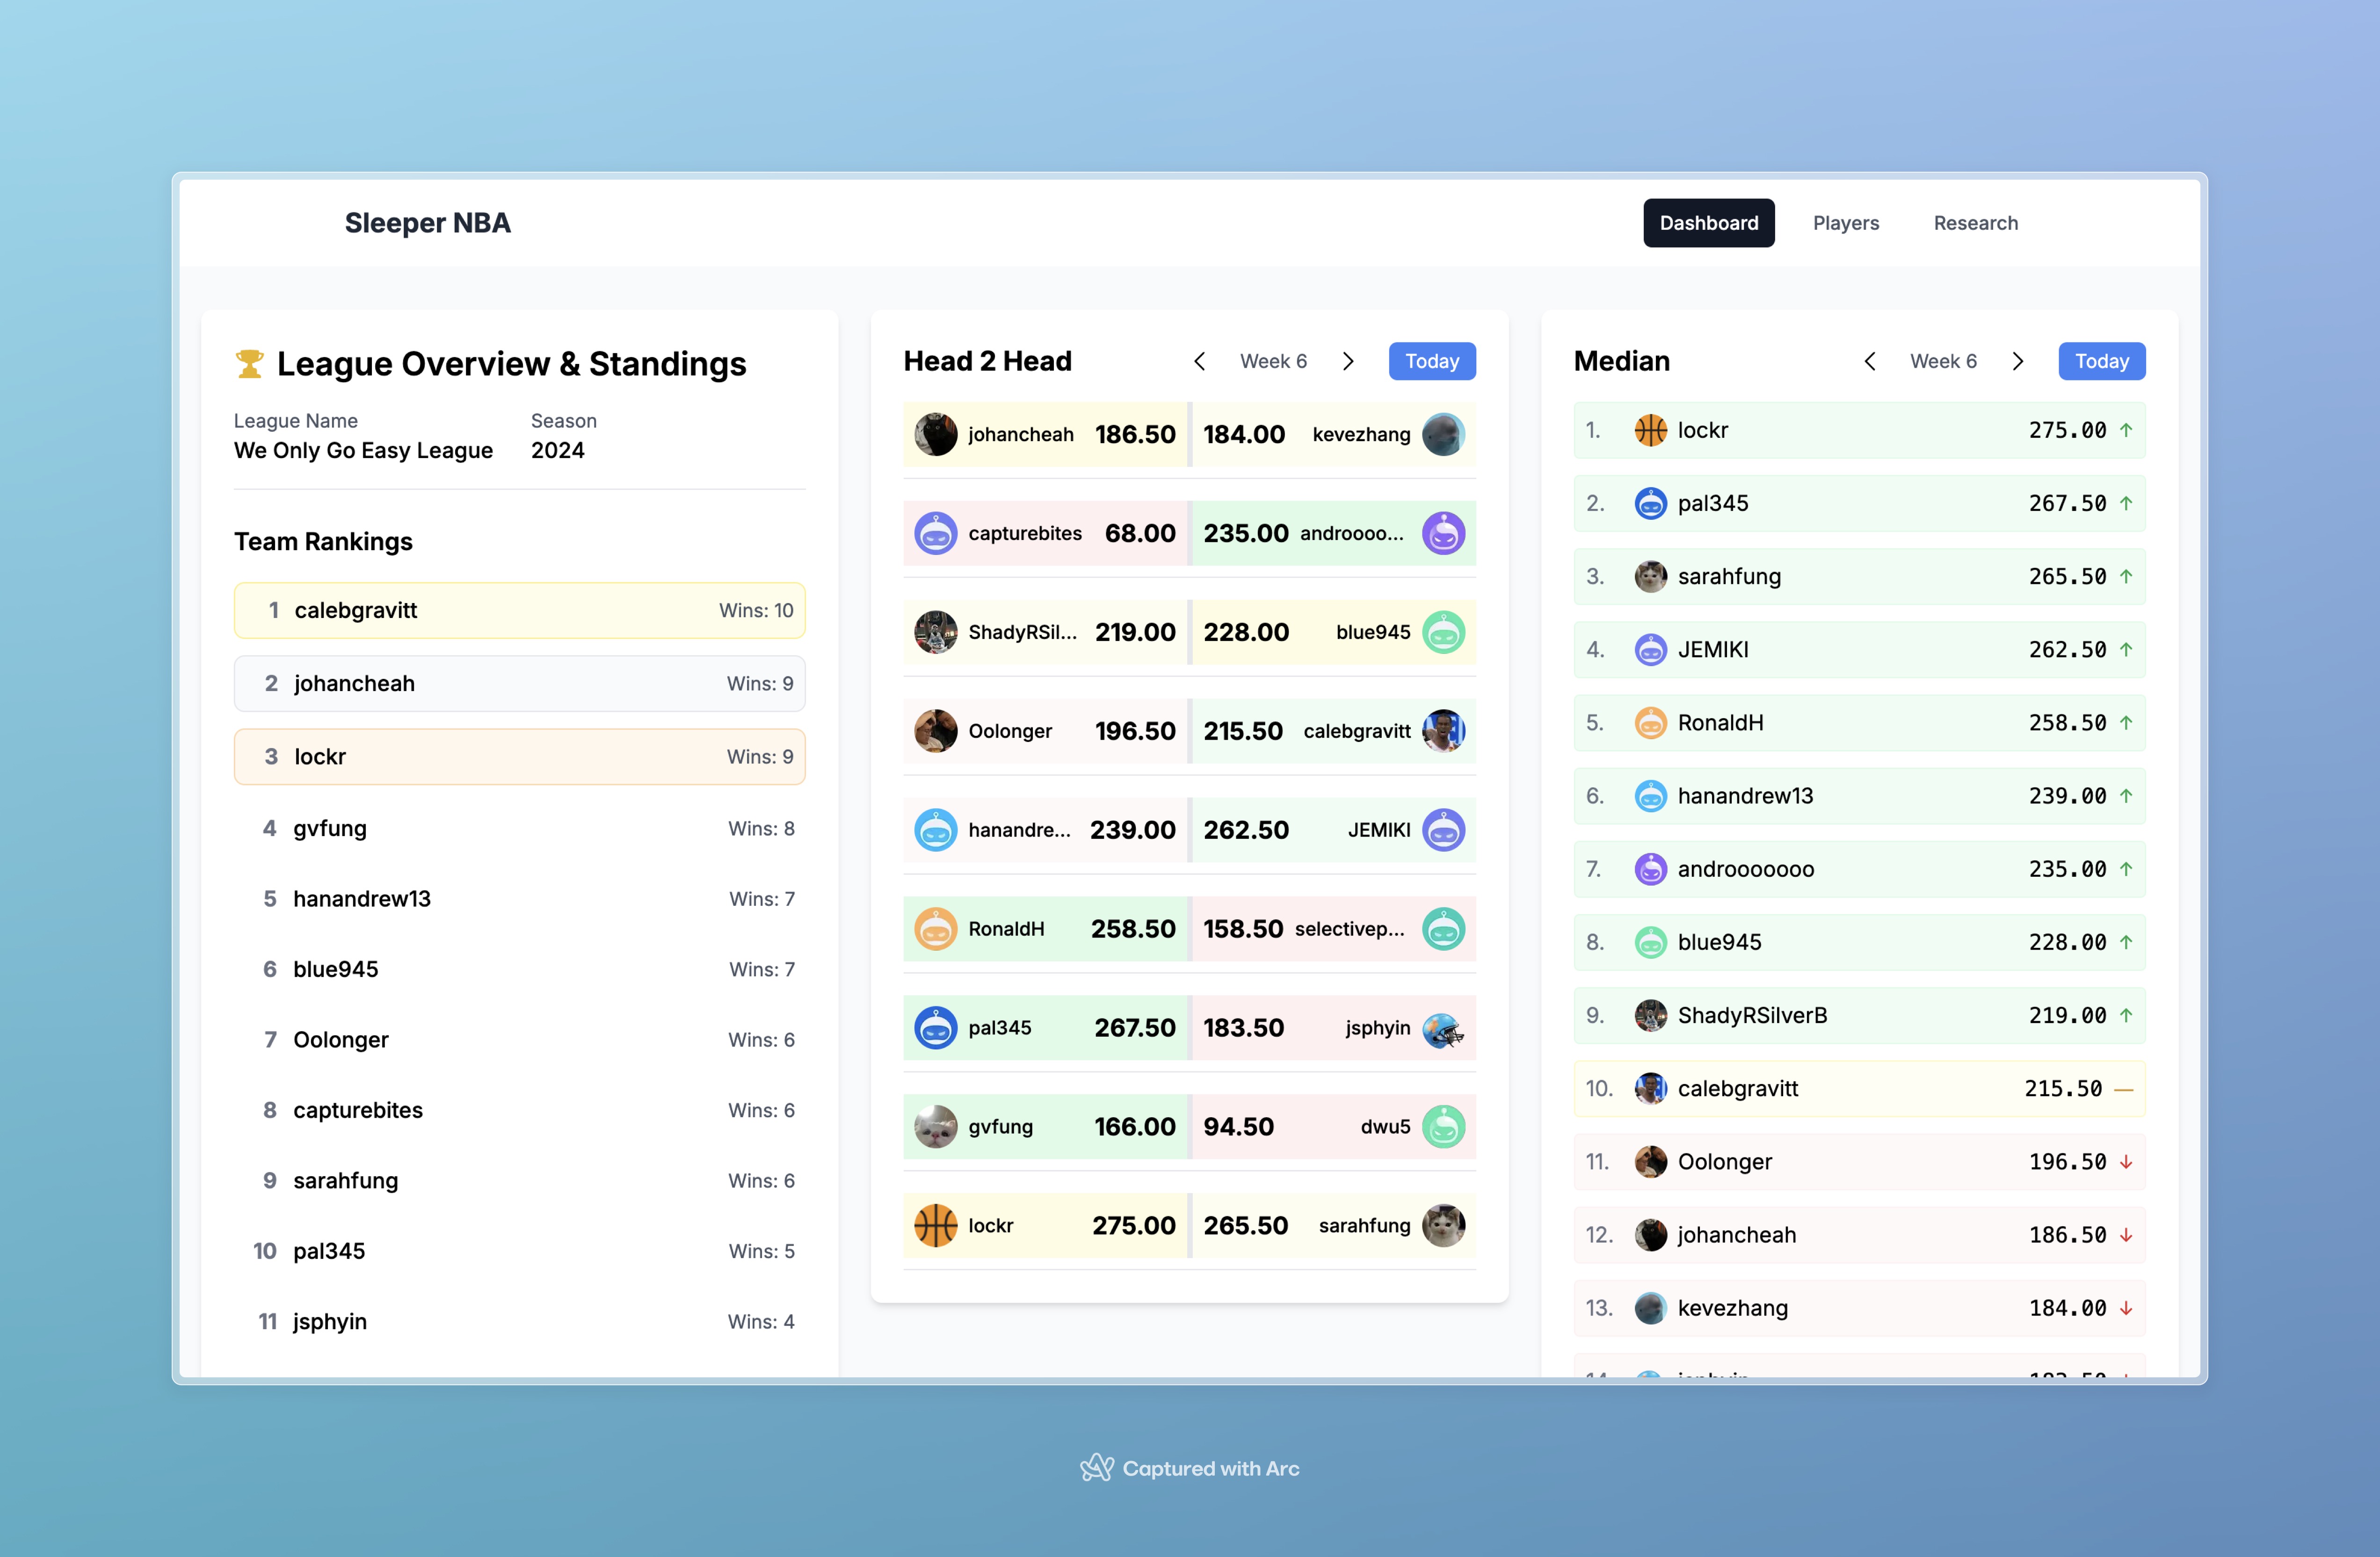 Sleeper NBA
Dashboard
Players
Research
League Overview & Standings
League Name
Season
We Only Go Easy League
2024
Team Rankings
1 calebgravitt Wins: 10
2 johancheah Wins: 9
3 lockr Wins: 9
4 gvfung Wins: 8
5 hanandrew13 Wins: 7
6 blue945 Wins: 7
7 Oolonger Wins: 6
8 capturebites Wins: 6
9 sarahfung Wins: 6
10 pal345 Wins: 5
11 jsphyin Wins: 4
Head 2 Head
Week 6
Today
johancheah 186.50 184.00 kevezhang
capturebites 68.00 235.00 androooo...
ShadyRSil... 219.00 228.00 blue945
Oolonger 196.50 215.50 calebgravitt
hanandre... 239.00 262.50 JEMIKI
RonaldH 258.50 158.50 selectivep...
pal345 267.50 183.50 jsphyin
gvfung 166.00 94.50 dwu5
lockr 275.00 265.50 sarahfung
Median
Week 6
Today
1. lockr 275.00 ↑
2. pal345 267.50 ↑
3. sarahfung 265.50 ↑
4. JEMIKI 262.50 ↑
5. RonaldH 258.50 ↑
6. hanandrew13 239.00 ↑
7. androoooooo 235.00 ↑
8. blue945 228.00 ↑
9. ShadyRSilverB 219.00 ↑
10. calebgravitt 215.50 —
11. Oolonger 196.50 ↓
12. johancheah 186.50 ↓
13. kevezhang 184.00 ↓
Captured with Arc